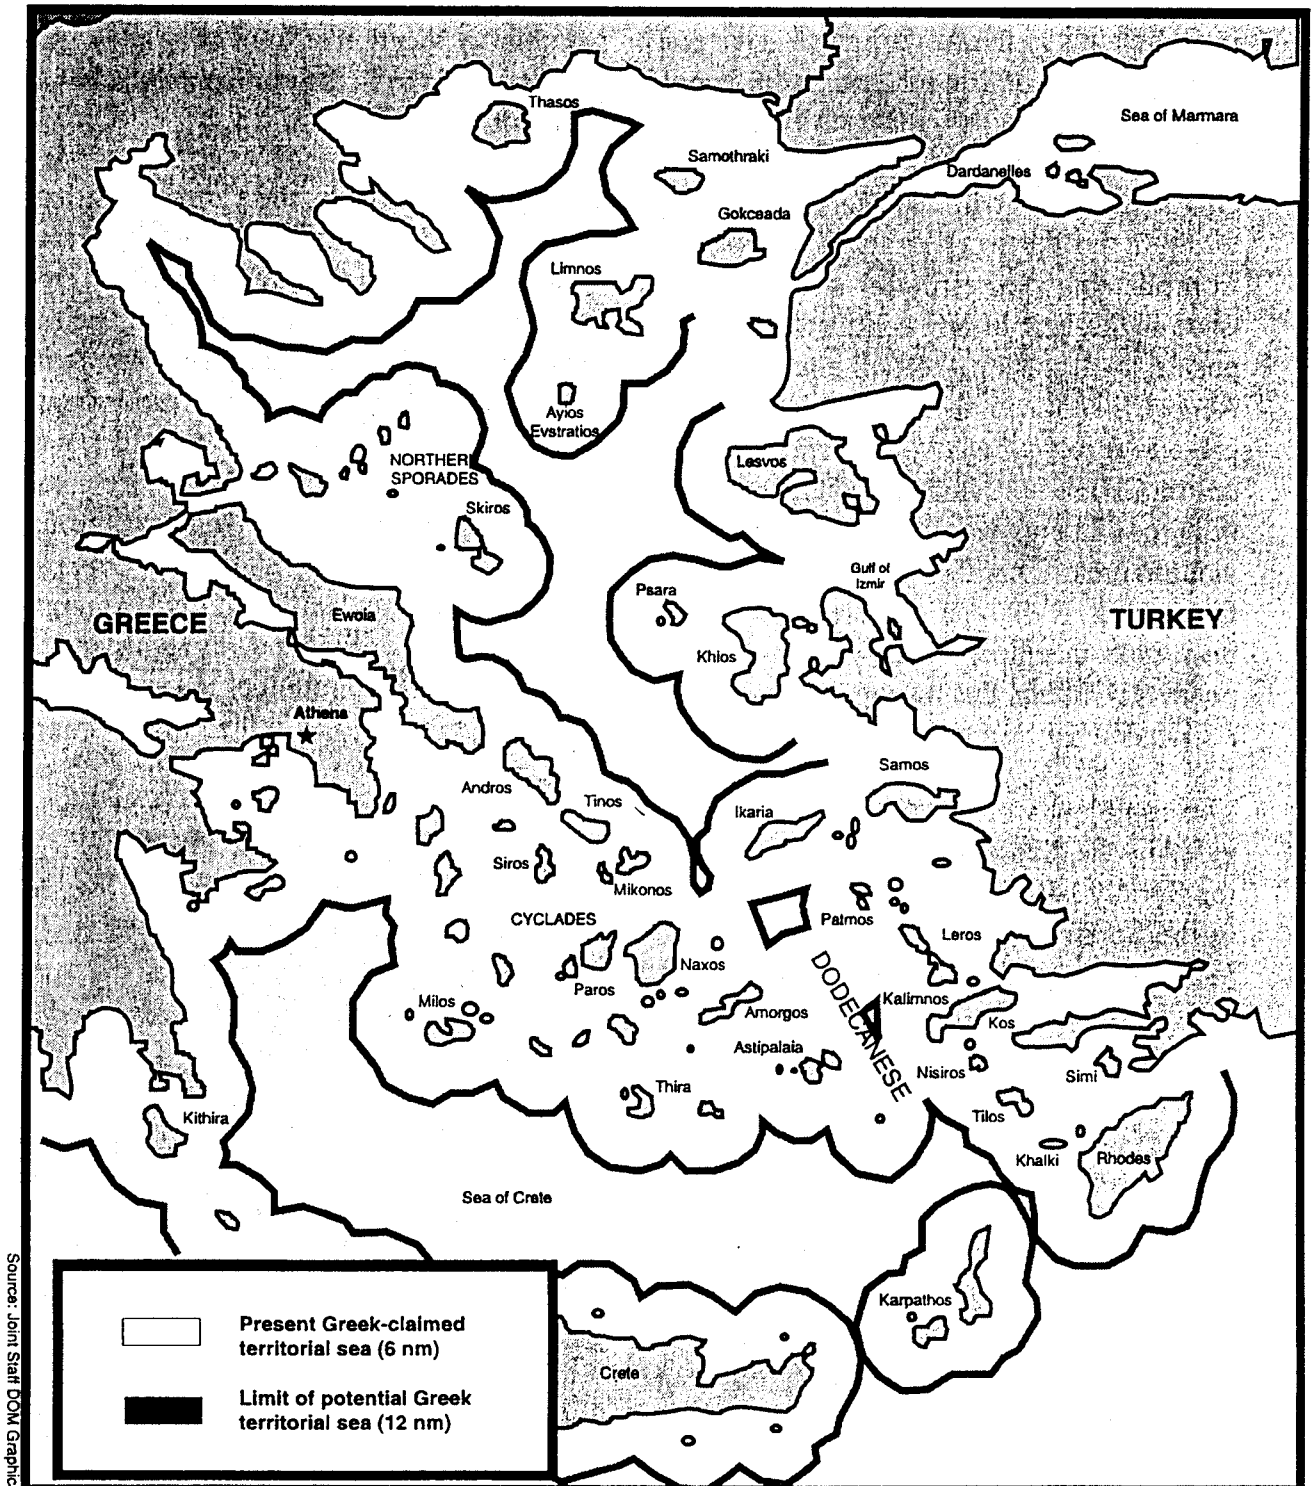 Thasos
Sea of Marmara
Samothraki
Dardanelles
Gokceada
Limnos
Ayios
Evstratios
Lesvos
NORTHERN
SPORADES
Skiros
Gulf of
Izmir
Psara
GREECE
Ewoia
TURKEY
Khios
Athena
Samos
Andros
Tinos
Ikaria
Siros
Mikonos
CYCLADES
Patmos
Leros
Naxos
DODECANESE
Paros
Milos
Kalimnos
Amorgos
Kos
Astipalaia
Nisiros
Simi
Thira
Kithira
Tilos
Khalki
Rhodes
Sea of Crete
Karpathos
Crete
Present Greek-claimed
territorial sea (6 nm)
Limit of potential Greek
territorial sea (12 nm)
Source: Joint Staff DOM Graphic